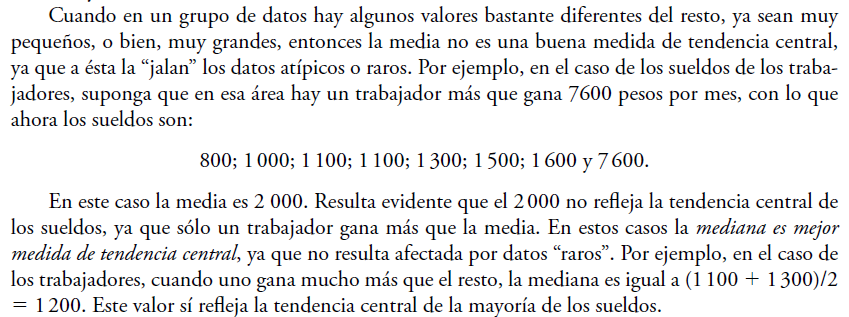 Cuando en un grupo de datos hay algunos valores bastante diferentes del resto, ya sean muy
pequeños, o bien, muy grandes, entonces la media no es una buena medida de tendencia central,
ya que a ésta la “jalan” los datos atípicos o raros. Por ejemplo, en el caso de los sueldos de los traba-
jadores, suponga que en esa área hay un trabajador más que gana 7600 pesos por mes, con lo que
ahora los sueldos son:
800; 1 000; 1 100; 1 100; 1 300; 1 500; 1 600 y 7 600.
En este caso la media es 2 000. Resulta evidente que el 2 000 no refleja la tendencia central de
los sueldos, ya que sólo un trabajador gana más que la media. En estos casos la mediana es mejor
medida de tendencia central, ya que no resulta afectada por datos “raros”. Por ejemplo, en el caso de
los trabajadores, cuando uno gana mucho más que el resto, la mediana es igual a (1 100 + 1 300)/2
= 1 200. Este valor sí refleja la tendencia central de la mayoría de los sueldos.